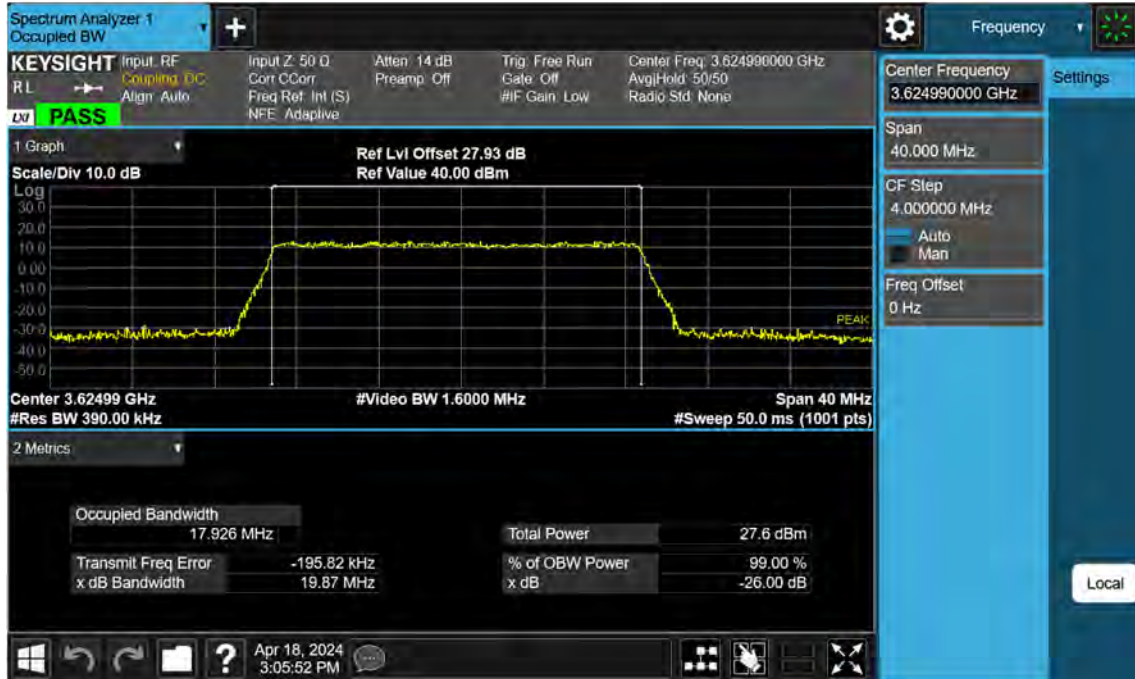 Spectrum Analyzer 1
Occupied BW
Frequency
KEYSIGHT
RL
LXI
PASS
Input: RF
Coupling: DC
Align: Auto
Input Z: 50 Ω
Corr CCorr
Freq Ref: Int (S)
NFE: Adaptive
Atten: 14 dB
Preamp: Off
Trig: Free Run
Gate: Off
#IF Gain: Low
Center Freq: 3.624990000 GHz
Avg|Hold: 50/50
Radio Std: None
Center Frequency
3.624990000 GHz
Settings
Span
40.000 MHz
CF Step
4.000000 MHz
Auto
Man
Freq Offset
0 Hz
1 Graph
Scale/Div 10.0 dB
Ref Lvl Offset 27.93 dB
Ref Value 40.00 dBm
Log
30.0
20.0
10.0
0.00
-10.0
-20.0
-30.0
-40.0
-50.0
PEAK
Center 3.62499 GHz
#Video BW 1.6000 MHz
Span 40 MHz
#Res BW 390.00 kHz
#Sweep 50.0 ms (1001 pts)
2 Metrics
Occupied Bandwidth
17.926 MHz
Total Power 27.6 dBm
Transmit Freq Error -195.82 kHz
% of OBW Power 99.00 %
x dB Bandwidth 19.87 MHz
x dB -26.00 dB
Local
?
Apr 18, 2024
3:05:52 PM